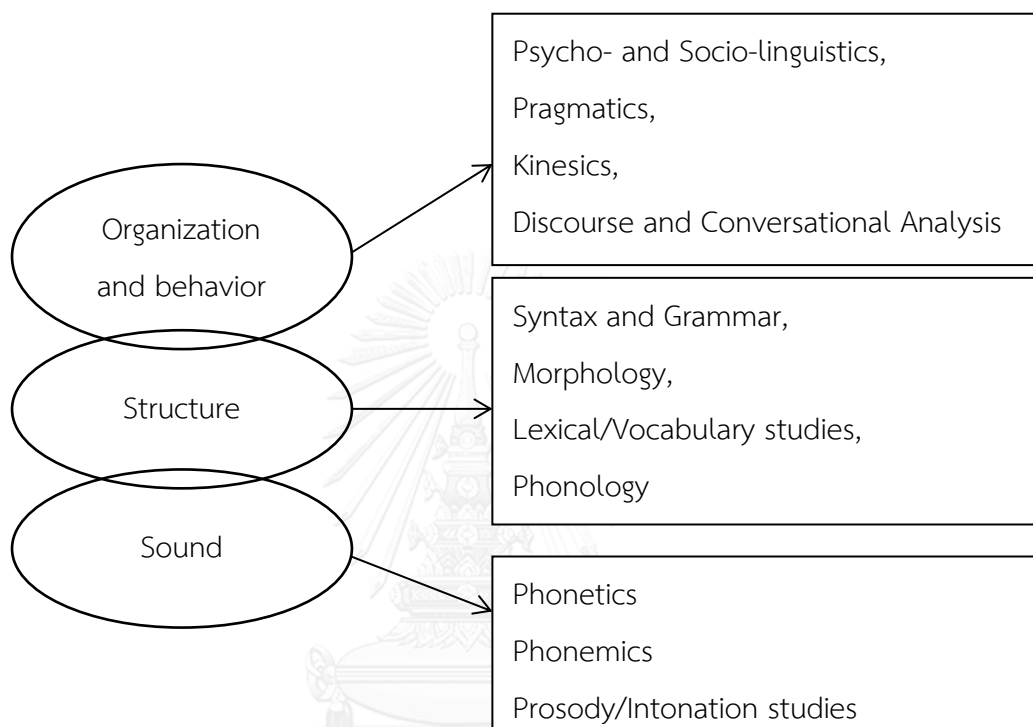 Organization
and behavior
Psycho- and Socio-linguistics,
Pragmatics,
Kinesics,
Discourse and Conversational Analysis
Structure
Syntax and Grammar,
Morphology,
Lexical/Vocabulary studies,
Phonology
Sound
Phonetics
Phonemics
Prosody/Intonation studies